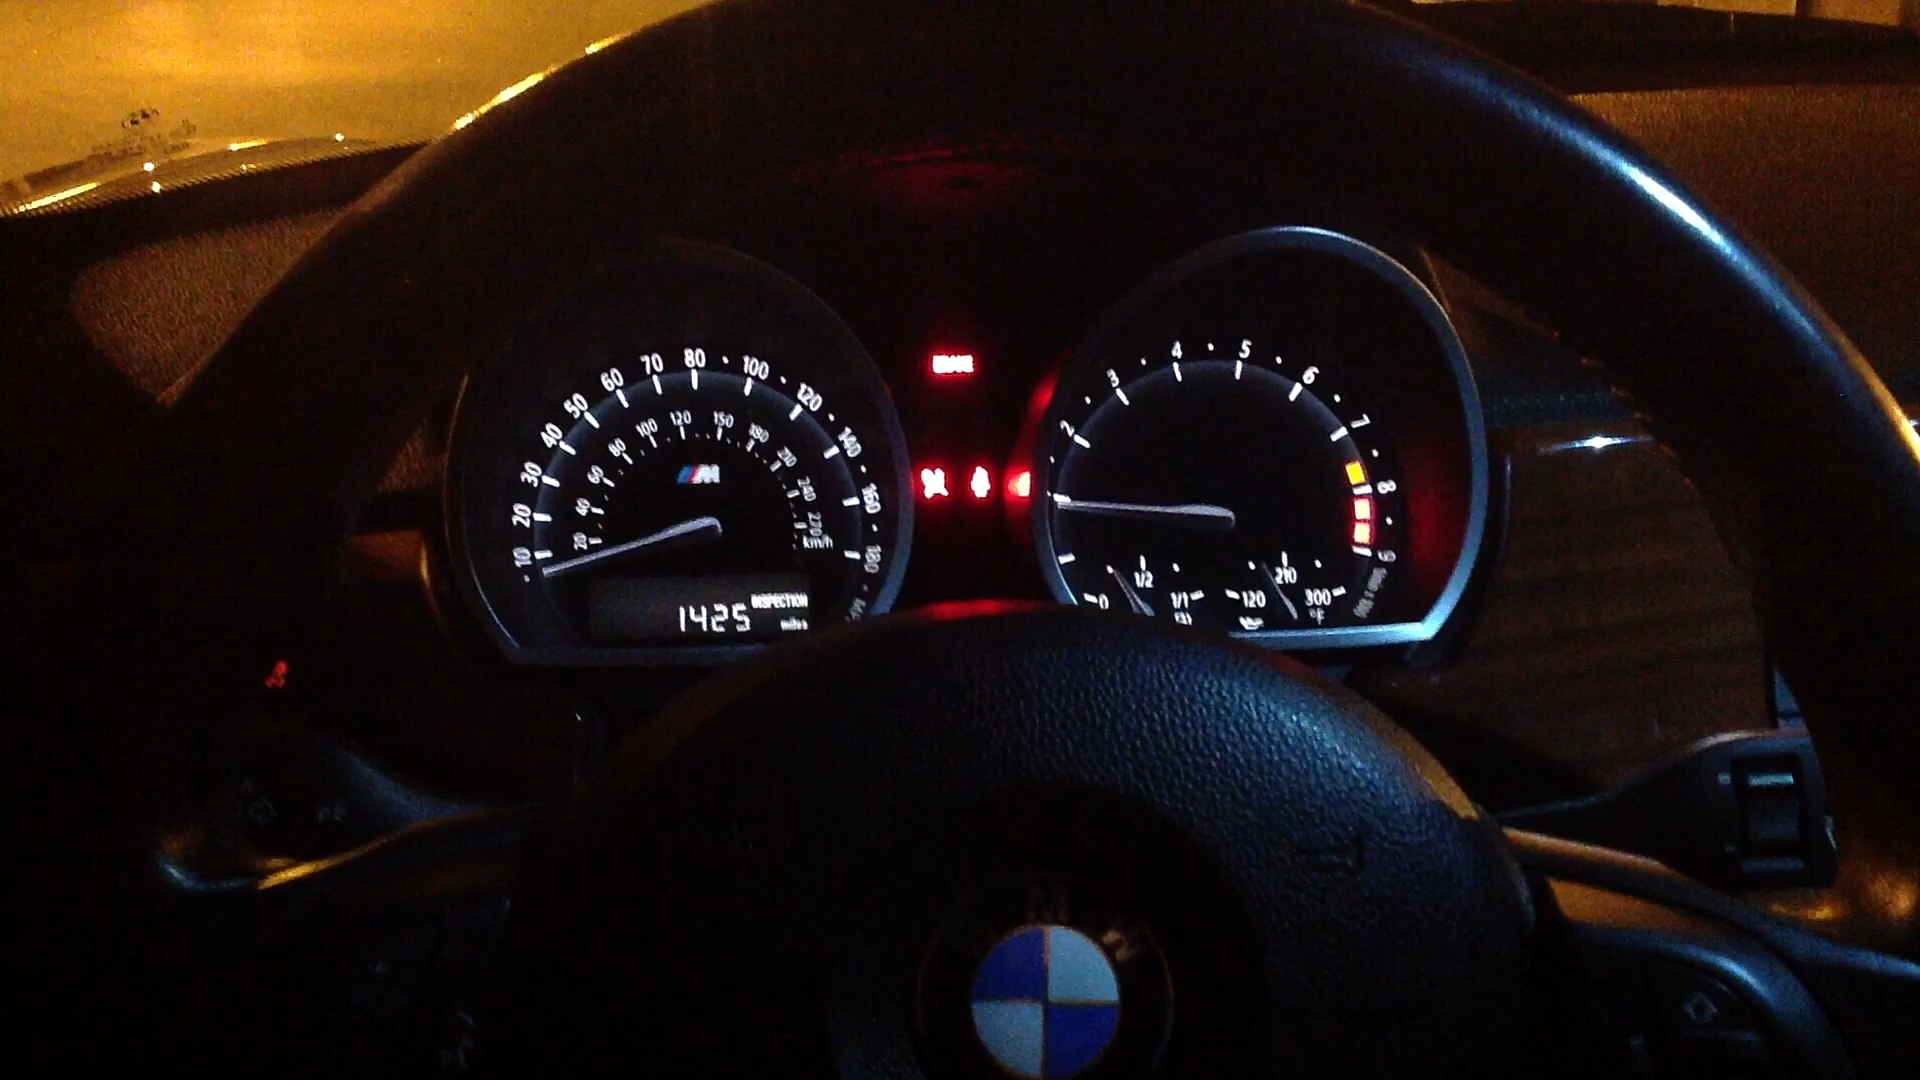 BRAKE
10 20 30 40 50 60 70 80 100 120 140 160 180
20 40 60 80 100 120 150 180 210 240 270
km/h
M
INSPECTION
1425 miles
2 3 4 5 6 7 8 9
0 1/2 1/1
120 210 300
°F